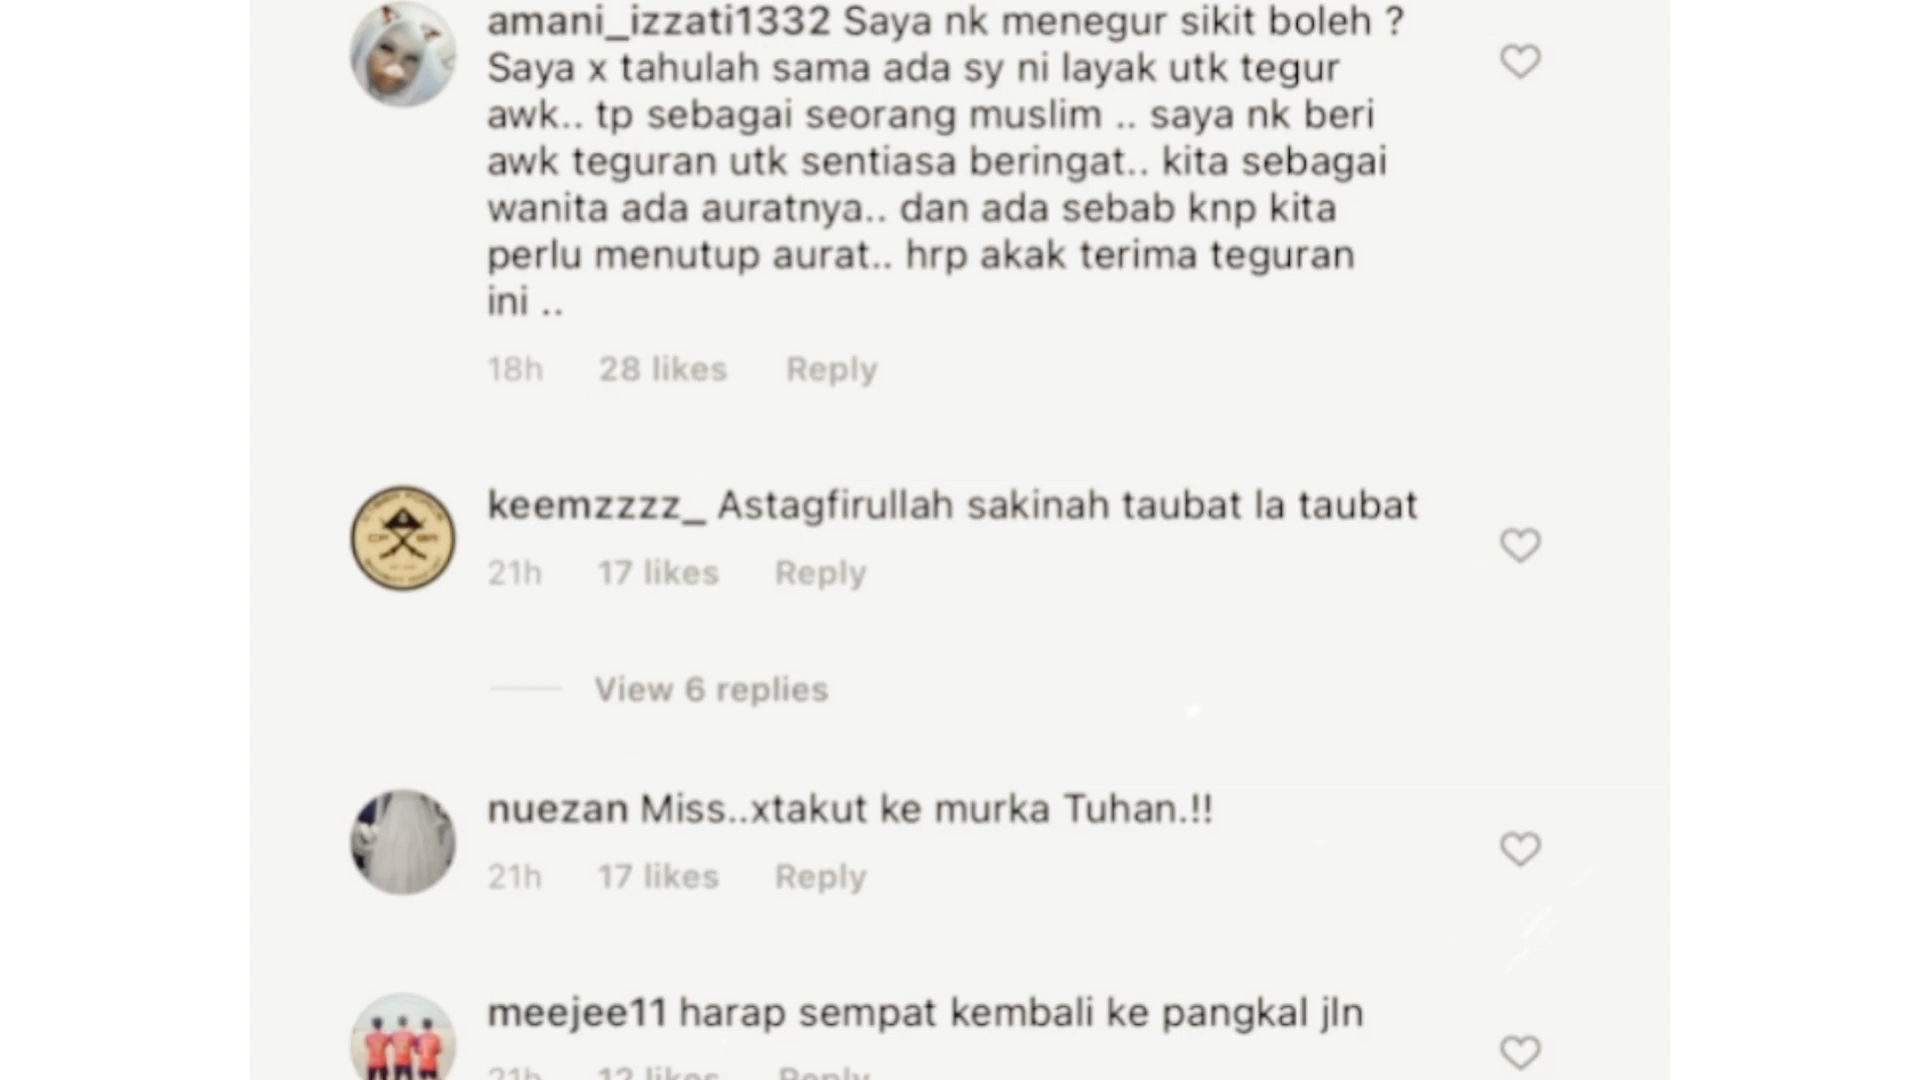 amani_izzati1332 Saya nk menegur sikit boleh ?
Saya x tahulah sama ada sy ni layak utk tegur
awk.. tp sebagai seorang muslim .. saya nk beri
awk teguran utk sentiasa beringat.. kita sebagai
wanita ada auratnya.. dan ada sebab knp kita
perlu menutup aurat.. hrp akak terima teguran
ini ..
18h 28 likes Reply
keemzzzz_ Astagfirullah sakinah taubat la taubat
21h 17 likes Reply
View 6 replies
nuezan Miss..xtakut ke murka Tuhan.!!
21h 17 likes Reply
meejee11 harap sempat kembali ke pangkal jln
21h 12 likes Reply